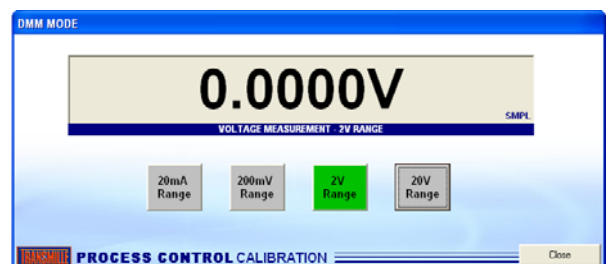 DMM MODE
0.0000V
SMPL
VOLTAGE MEASUREMENT - 2V RANGE
20mA Range
200mV Range
2V Range
20V Range
TRANSMILLE PROCESS CONTROL CALIBRATION
Close